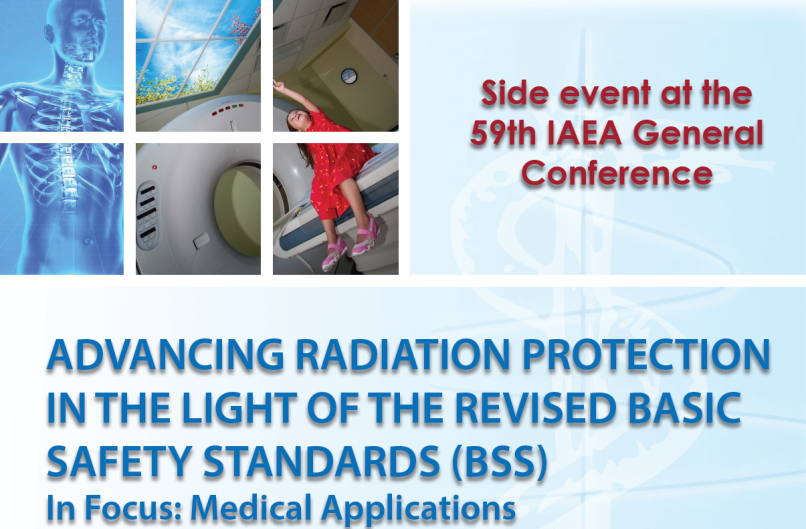 Side event at the
59th IAEA General
Conference
ADVANCING RADIATION PROTECTION
IN THE LIGHT OF THE REVISED BASIC
SAFETY STANDARDS (BSS)
In Focus: Medical Applications